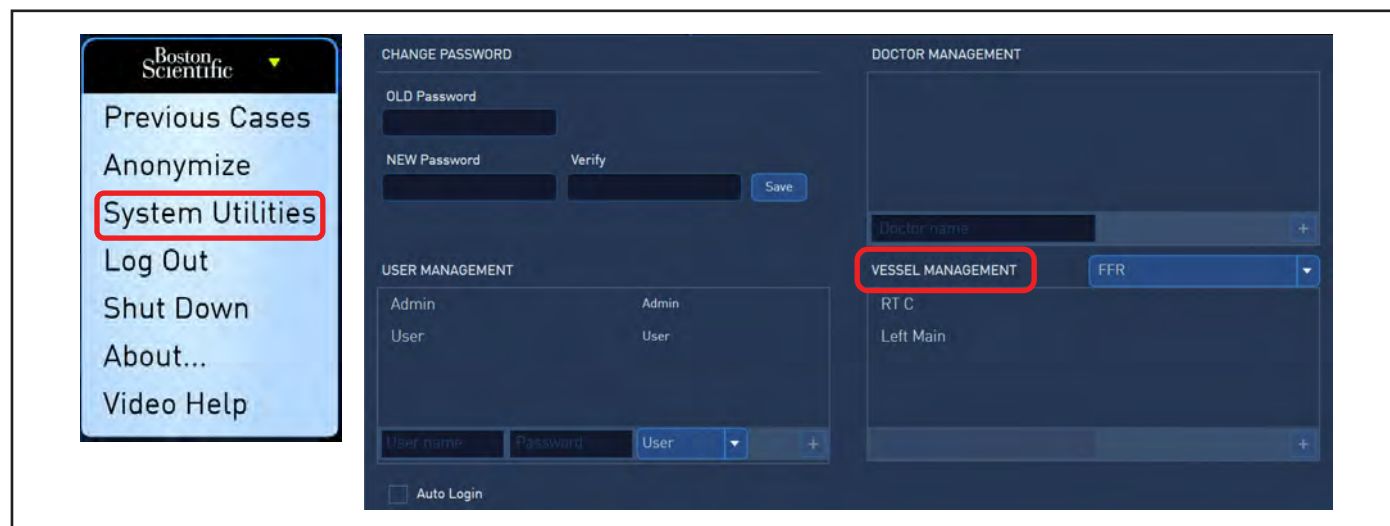 Boston
Scientific
Previous Cases
Anonymize
System Utilities
Log Out
Shut Down
About...
Video Help
CHANGE PASSWORD
OLD Password
NEW Password Verify
Save
USER MANAGEMENT
Admin Admin
User User
User name Password User +
Auto Login
DOCTOR MANAGEMENT
Doctor name +
VESSEL MANAGEMENT FFR
RT C
Left Main
+